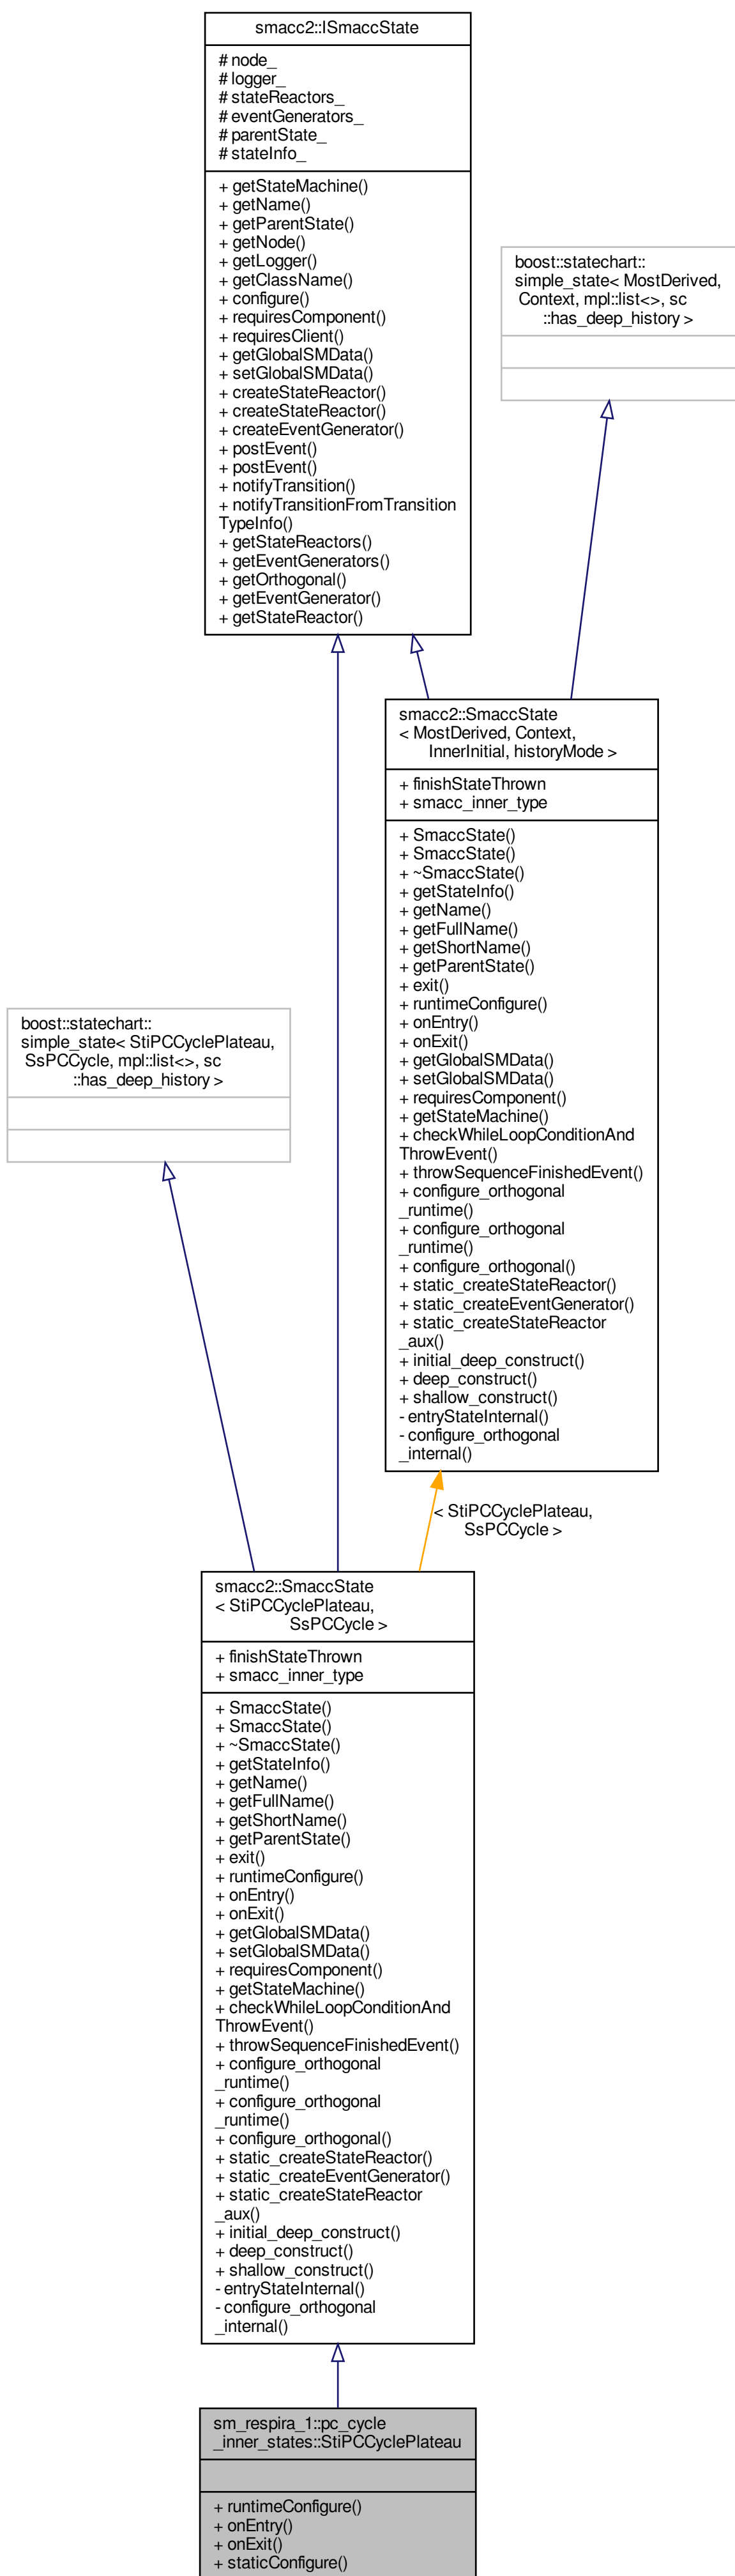 smacc2::ISmaccState
# node_
# logger_
# stateReactors_
# eventGenerators_
# parentState_
# stateInfo_
+ getStateMachine()
+ getName()
+ getParentState()
+ getNode()
+ getLogger()
+ getClassName()
+ configure()
+ requiresComponent()
+ requiresClient()
+ getGlobalSMData()
+ setGlobalSMData()
+ createStateReactor()
+ createStateReactor()
+ createEventGenerator()
+ postEvent()
+ postEvent()
+ notifyTransition()
+ notifyTransitionFromTransition
TypeInfo()
+ getStateReactors()
+ getEventGenerators()
+ getOrthogonal()
+ getEventGenerator()
+ getStateReactor()
boost::statechart::
simple_state< MostDerived,
Context, mpl::list<>, sc
::has_deep_history >
smacc2::SmaccState
< MostDerived, Context,
InnerInitial, historyMode >
+ finishStateThrown
+ smacc_inner_type
+ SmaccState()
+ SmaccState()
+ ~SmaccState()
+ getStateInfo()
+ getName()
+ getFullName()
+ getShortName()
+ getParentState()
+ exit()
+ runtimeConfigure()
+ onEntry()
+ onExit()
+ getGlobalSMData()
+ setGlobalSMData()
+ requiresComponent()
+ getStateMachine()
+ checkWhileLoopConditionAnd
ThrowEvent()
+ throwSequenceFinishedEvent()
+ configure_orthogonal
_runtime()
+ configure_orthogonal
_runtime()
+ configure_orthogonal()
+ static_createStateReactor()
+ static_createEventGenerator()
+ static_createStateReactor
_aux()
+ initial_deep_construct()
+ deep_construct()
+ shallow_construct()
- entryStateInternal()
- configure_orthogonal
_internal()
boost::statechart::
simple_state< StiPCCyclePlateau,
SsPCCycle, mpl::list<>, sc
::has_deep_history >
< StiPCCyclePlateau,
SsPCCycle >
smacc2::SmaccState
< StiPCCyclePlateau,
SsPCCycle >
+ finishStateThrown
+ smacc_inner_type
+ SmaccState()
+ SmaccState()
+ ~SmaccState()
+ getStateInfo()
+ getName()
+ getFullName()
+ getShortName()
+ getParentState()
+ exit()
+ runtimeConfigure()
+ onEntry()
+ onExit()
+ getGlobalSMData()
+ setGlobalSMData()
+ requiresComponent()
+ getStateMachine()
+ checkWhileLoopConditionAnd
ThrowEvent()
+ throwSequenceFinishedEvent()
+ configure_orthogonal
_runtime()
+ configure_orthogonal
_runtime()
+ configure_orthogonal()
+ static_createStateReactor()
+ static_createEventGenerator()
+ static_createStateReactor
_aux()
+ initial_deep_construct()
+ deep_construct()
+ shallow_construct()
- entryStateInternal()
- configure_orthogonal
_internal()
sm_respira_1::pc_cycle
_inner_states::StiPCCyclePlateau
+ runtimeConfigure()
+ onEntry()
+ onExit()
+ staticConfigure()